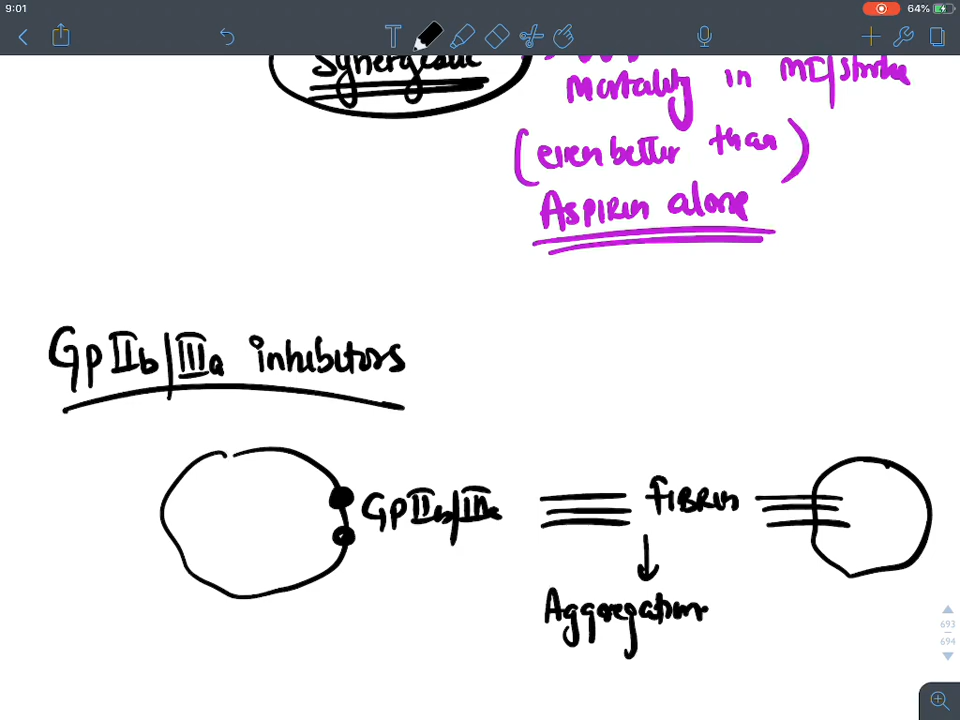 9:01
64%
T
Synergestic
Mortality in MI/stroke
(even better than)
Aspirin alone
GpIIb/IIIa inhibitors
GpIIb/IIIa
FIBRIN
Aggregation
693
694